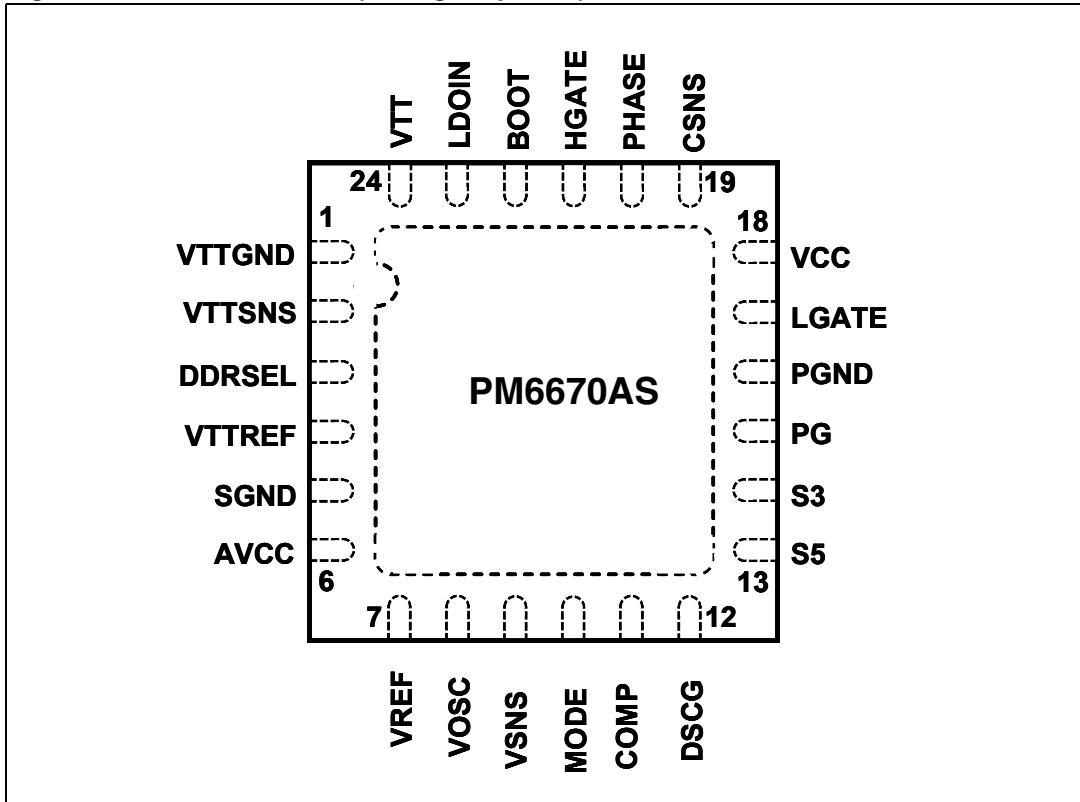 VTT
LDOIN
BOOT
HGATE
PHASE
CSNS
24
19
1
18
VTTGND
VCC
VTTSNS
LGATE
DDRSEL
PGND
PM6670AS
VTTREF
PG
SGND
S3
AVCC
S5
6
13
7
12
VREF
VOSC
VSNS
MODE
COMP
DSCG